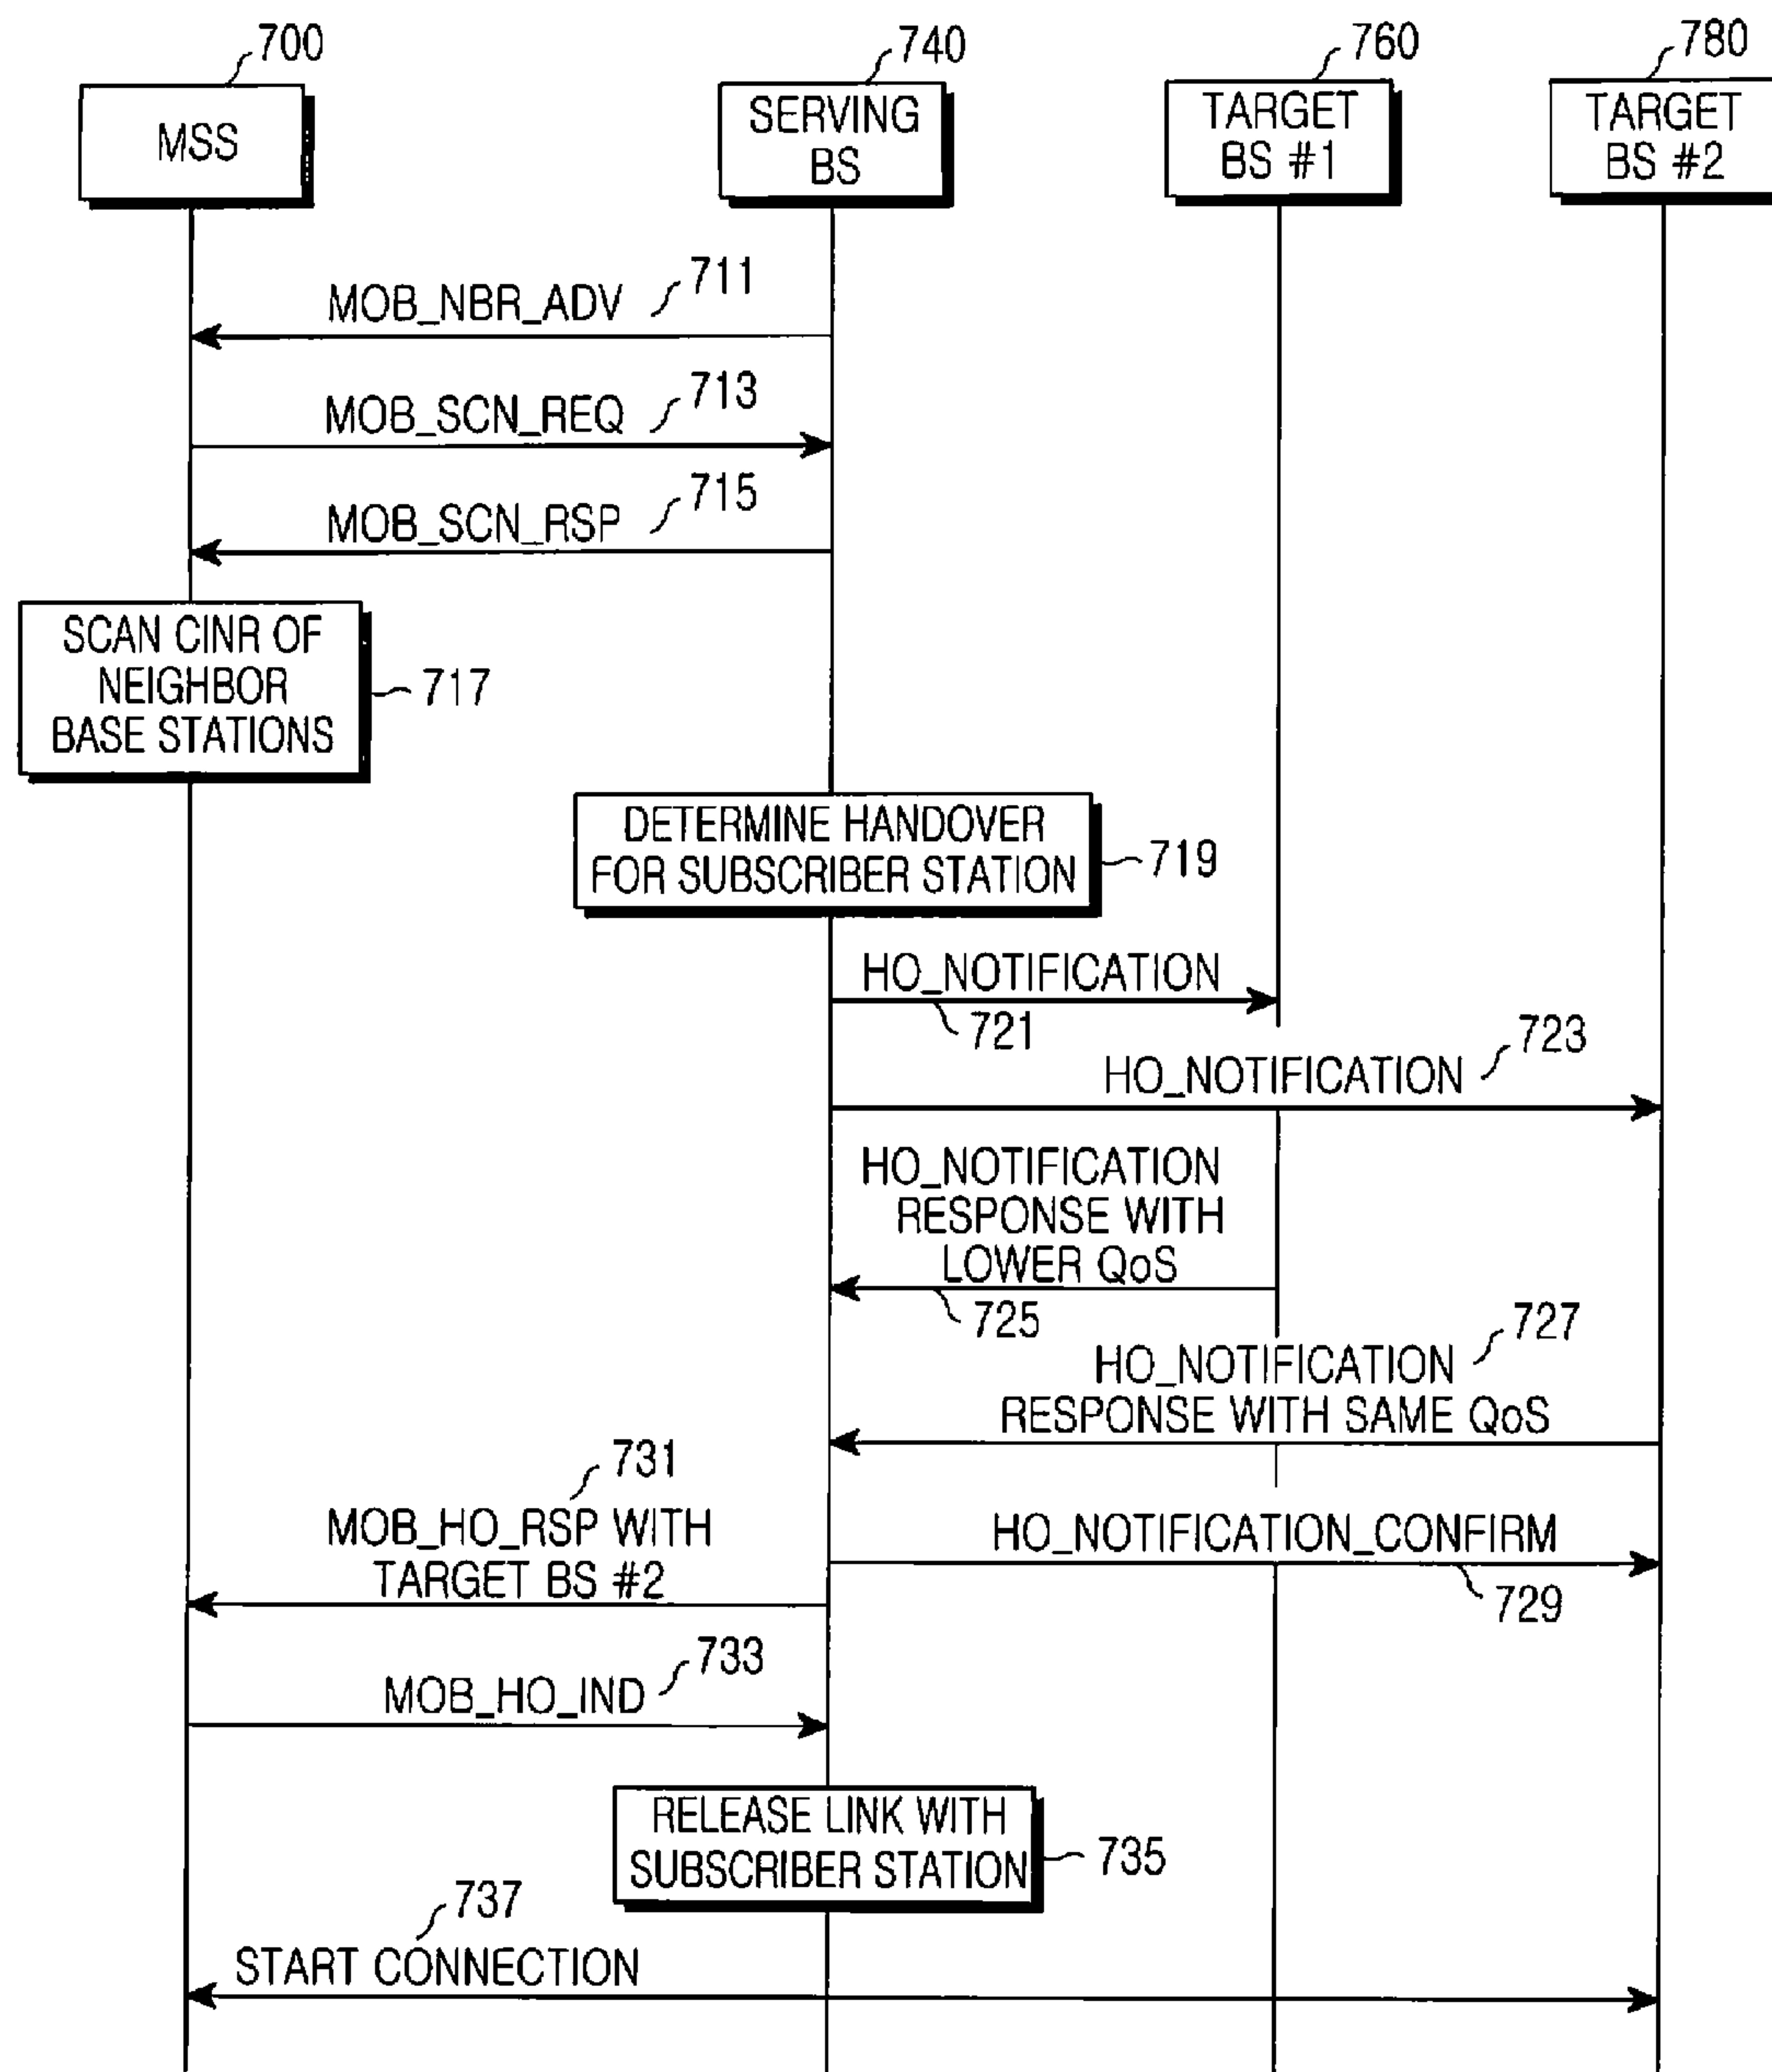 700
740
760
780
MSS
SERVING
BS
TARGET
BS #1
TARGET
BS #2
MOB_NBR_ADV
711
MOB_SCN_REQ
713
MOB_SCN_RSP
715
SCAN CINR OF
NEIGHBOR
BASE STATIONS
717
DETERMINE HANDOVER
FOR SUBSCRIBER STATION
719
HO_NOTIFICATION
721
HO_NOTIFICATION
723
HO_NOTIFICATION
RESPONSE WITH
LOWER QoS
725
HO_NOTIFICATION
727
RESPONSE WITH SAME QoS
731
MOB_HO_RSP WITH
TARGET BS #2
HO_NOTIFICATION_CONFIRM
729
MOB_HO_IND
733
RELEASE LINK WITH
SUBSCRIBER STATION
735
737
START CONNECTION